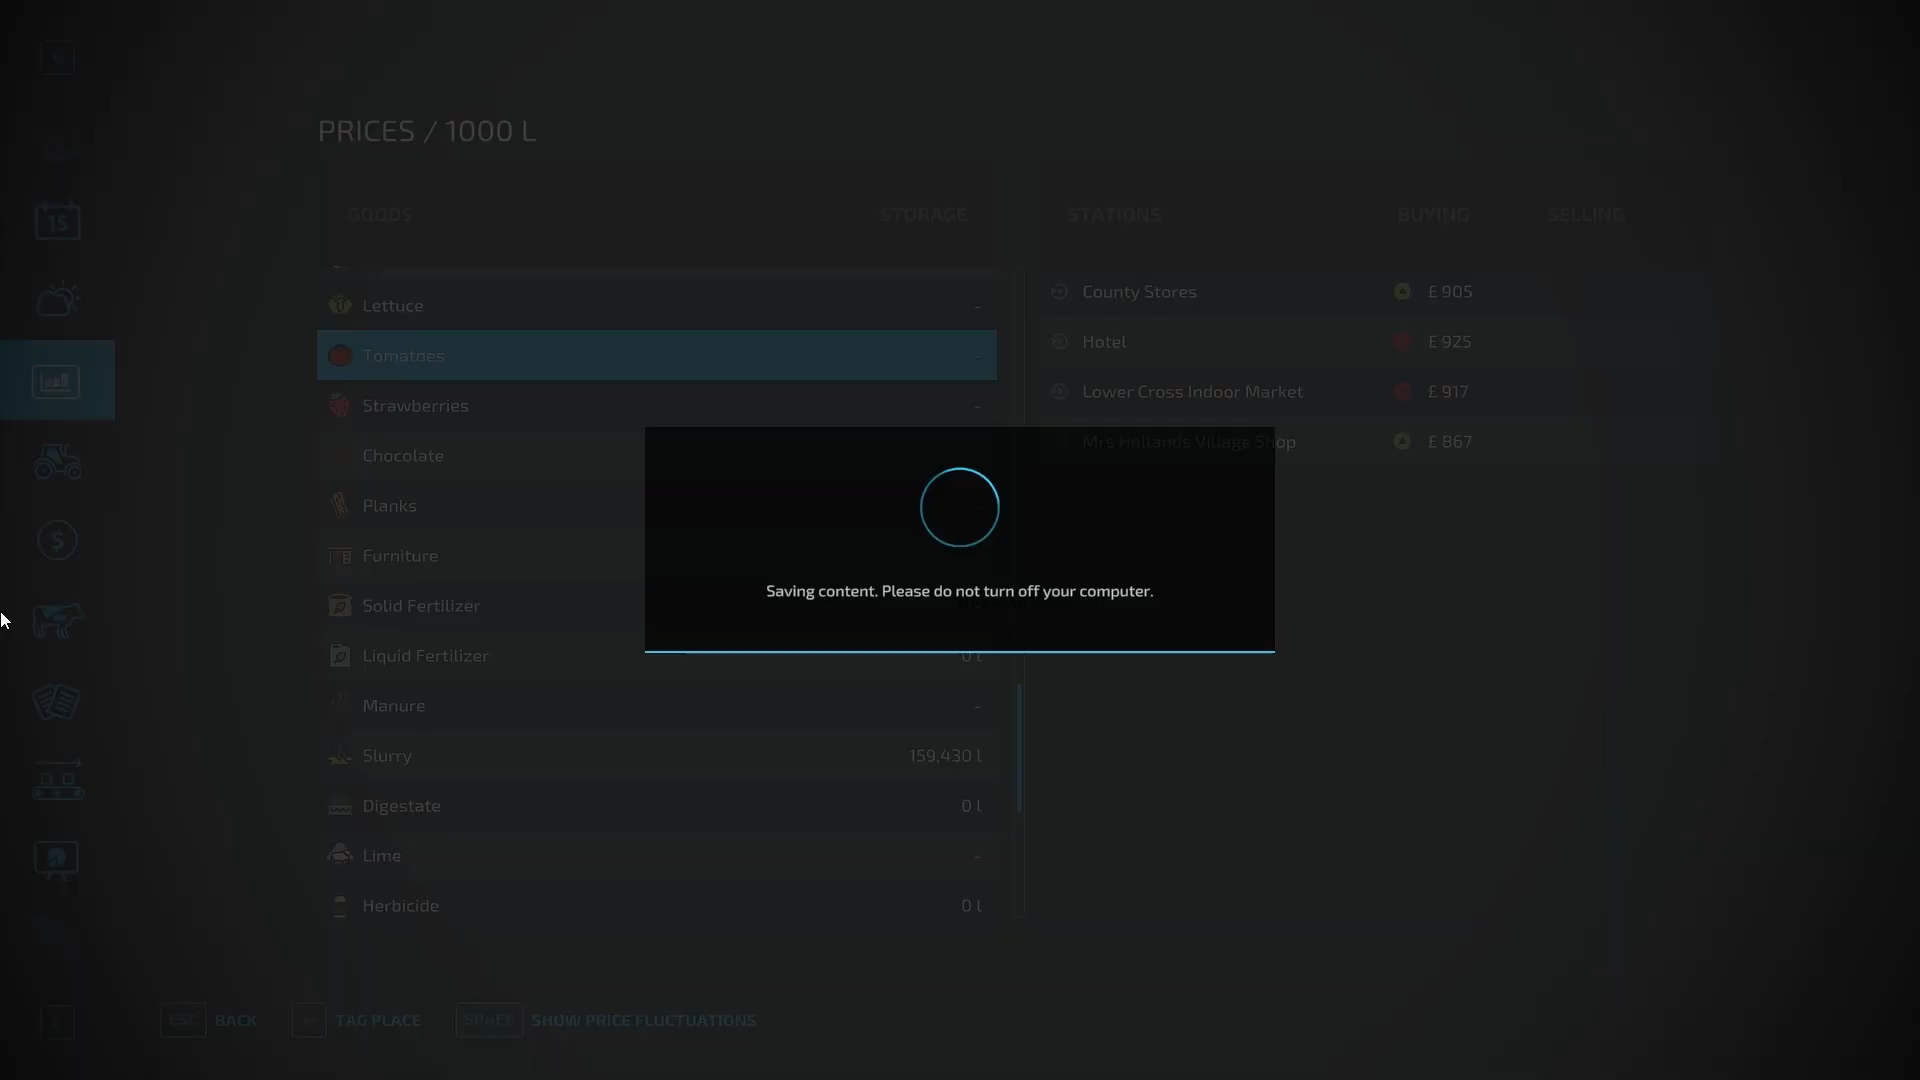 PRICES / 1000 L
15
GOODS
STORAGE
STATIONS
BUYING
SELLING
Lettuce -
Tomatoes -
Strawberries -
Chocolate
Planks
Furniture
Solid Fertilizer
Liquid Fertilizer 0 l
Manure -
Slurry 159,430 l
Digestate 0 l
Lime -
Herbicide 0 l
County Stores £ 905
Hotel £ 925
Lower Cross Indoor Market £ 917
Mrs Hollands Village Shop £ 867
Saving content. Please do not turn off your computer.
ESC BACK
TAG PLACE
SPACE SHOW PRICE FLUCTUATIONS